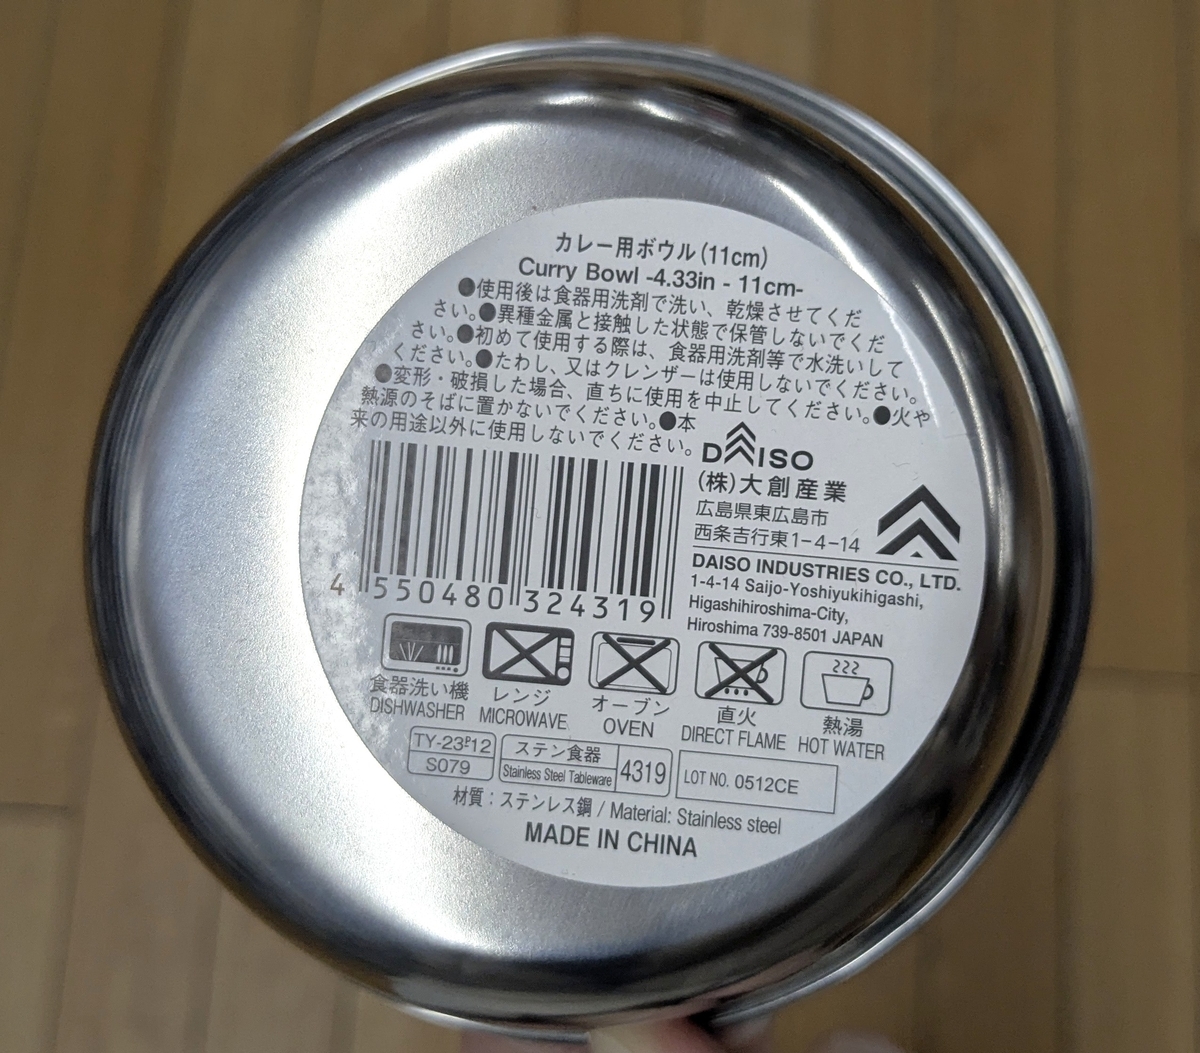 カレー用ボウル(11cm)
Curry Bowl -4.33in - 11cm-
●使用後は食器用洗剤で洗い、乾燥させてくだ
さい。●異種金属と接触した状態で保管しないでくだ
さい。●初めて使用する際は、食器用洗剤等で水洗いして
ください。●たわし、又はクレンザーは使用しないでください。
●変形・破損した場合、直ちに使用を中止してください。●火や
熱源のそばに置かないでください。●本
来の用途以外に使用しないでください。
DAISO
(株)大創産業
広島県東広島市
西条吉行東1-4-14
DAISO INDUSTRIES CO., LTD.
1-4-14 Saijo-Yoshiyukihigashi,
Higashihiroshima-City,
Hiroshima 739-8501 JAPAN
4 550480 324319
食器洗い機 レンジ オーブン 直火 熱湯
DISHWASHER MICROWAVE OVEN DIRECT FLAME HOT WATER
TY-23P12 ステン食器 4319 LOT NO. 0512CE
S079 Stainless Steel Tableware
材質:ステンレス鋼 / Material: Stainless steel
MADE IN CHINA